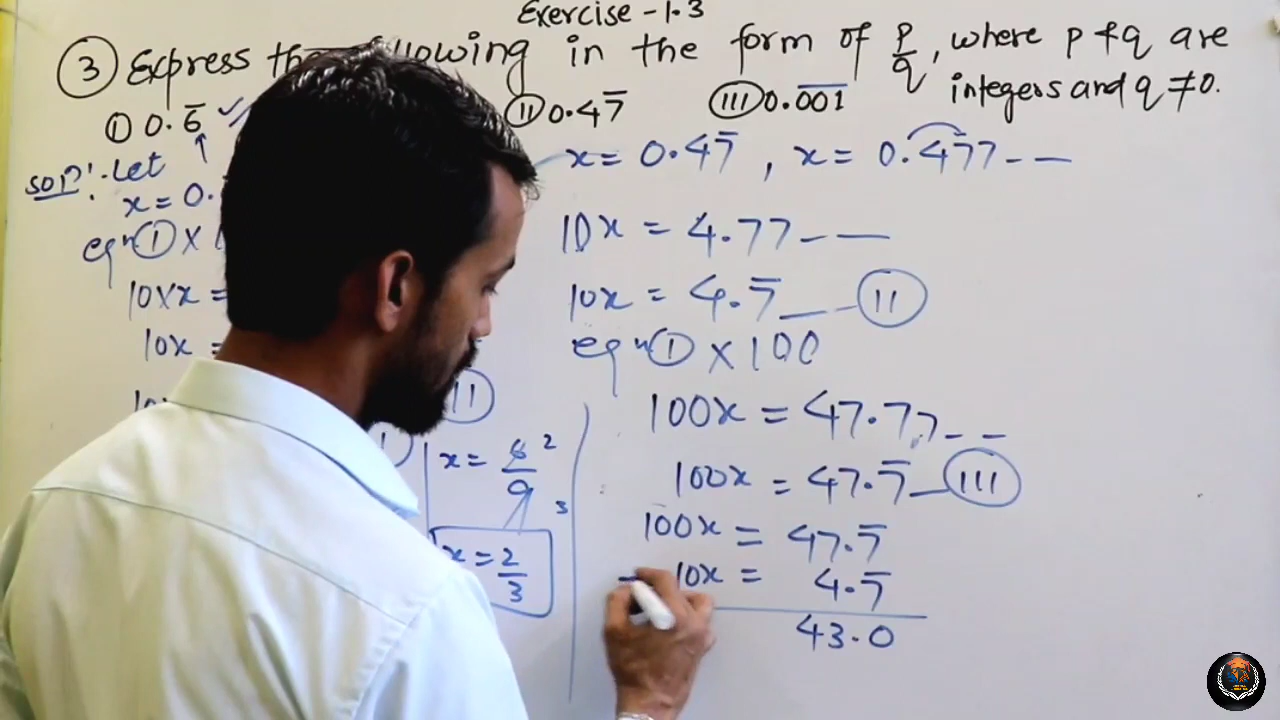 Exercise - 1.3
③ Express the following in the form of p/q, where p & q are
integers and q ≠ 0.
Ⓘ 0.6̅ ✓ Ⓘ Ⓘ 0.47̅ ⓘⓘⓘ 0.0̅0̅1̅
Sol: Let
x = 0.
eqⁿ ① ×
10 × x =
10x =
x = 6/9
2
3
x = 2/3
x = 0.47̅ , x = 0.477 - -
10x = 4.77 - -
10x = 4.7̅ - - (II)
eqⁿ ① × 100
100x = 47.77 - -
100x = 47.7̅ - (III)
100x = 47.7̅
- 10x = 4.7̅
43.0